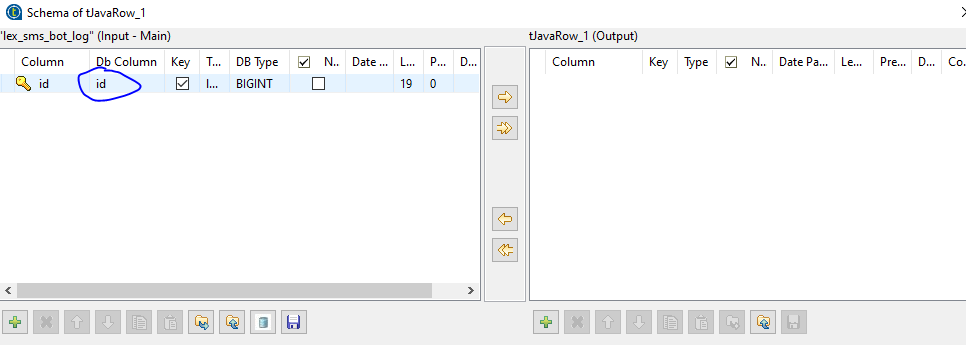 Schema of tJavaRow_1
"lex_sms_bot_log" (Input - Main)
tJavaRow_1 (Output)
Column Db Column Key T... DB Type N.. Date ... L... P... D...
id id I... BIGINT 19 0
Column Key Type N.. Date Pa... Le... Pre... D... Co...